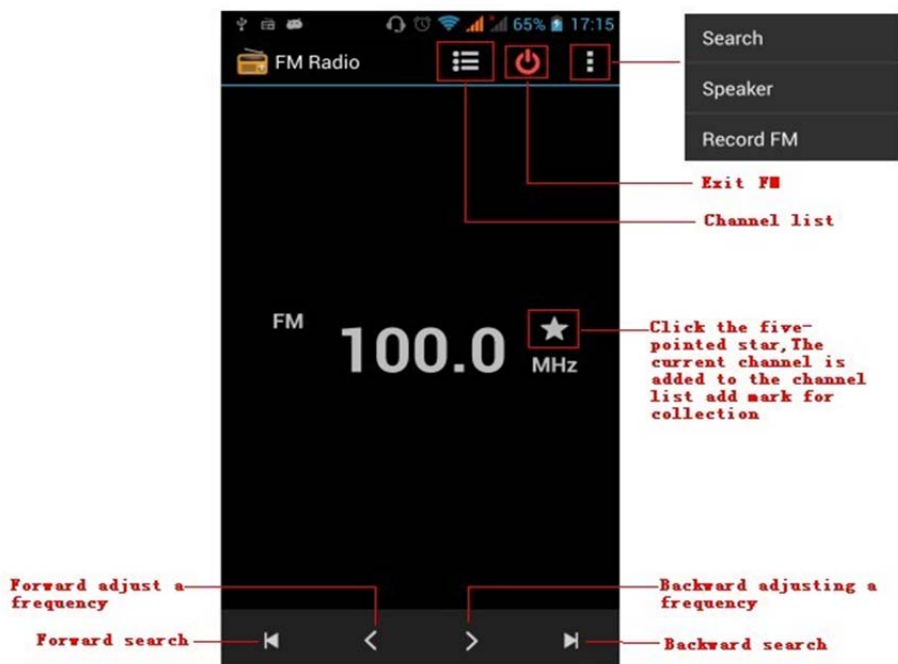 65% 17:15
FM Radio
Search
Speaker
Record FM
Exit FM
Channel list
FM
100.0
MHz
Click the five-
pointed star,The
current channel is
added to the channel
list add mark for
collection
Forward adjust a
frequency
Backward adjusting a
frequency
Forward search
Backward search